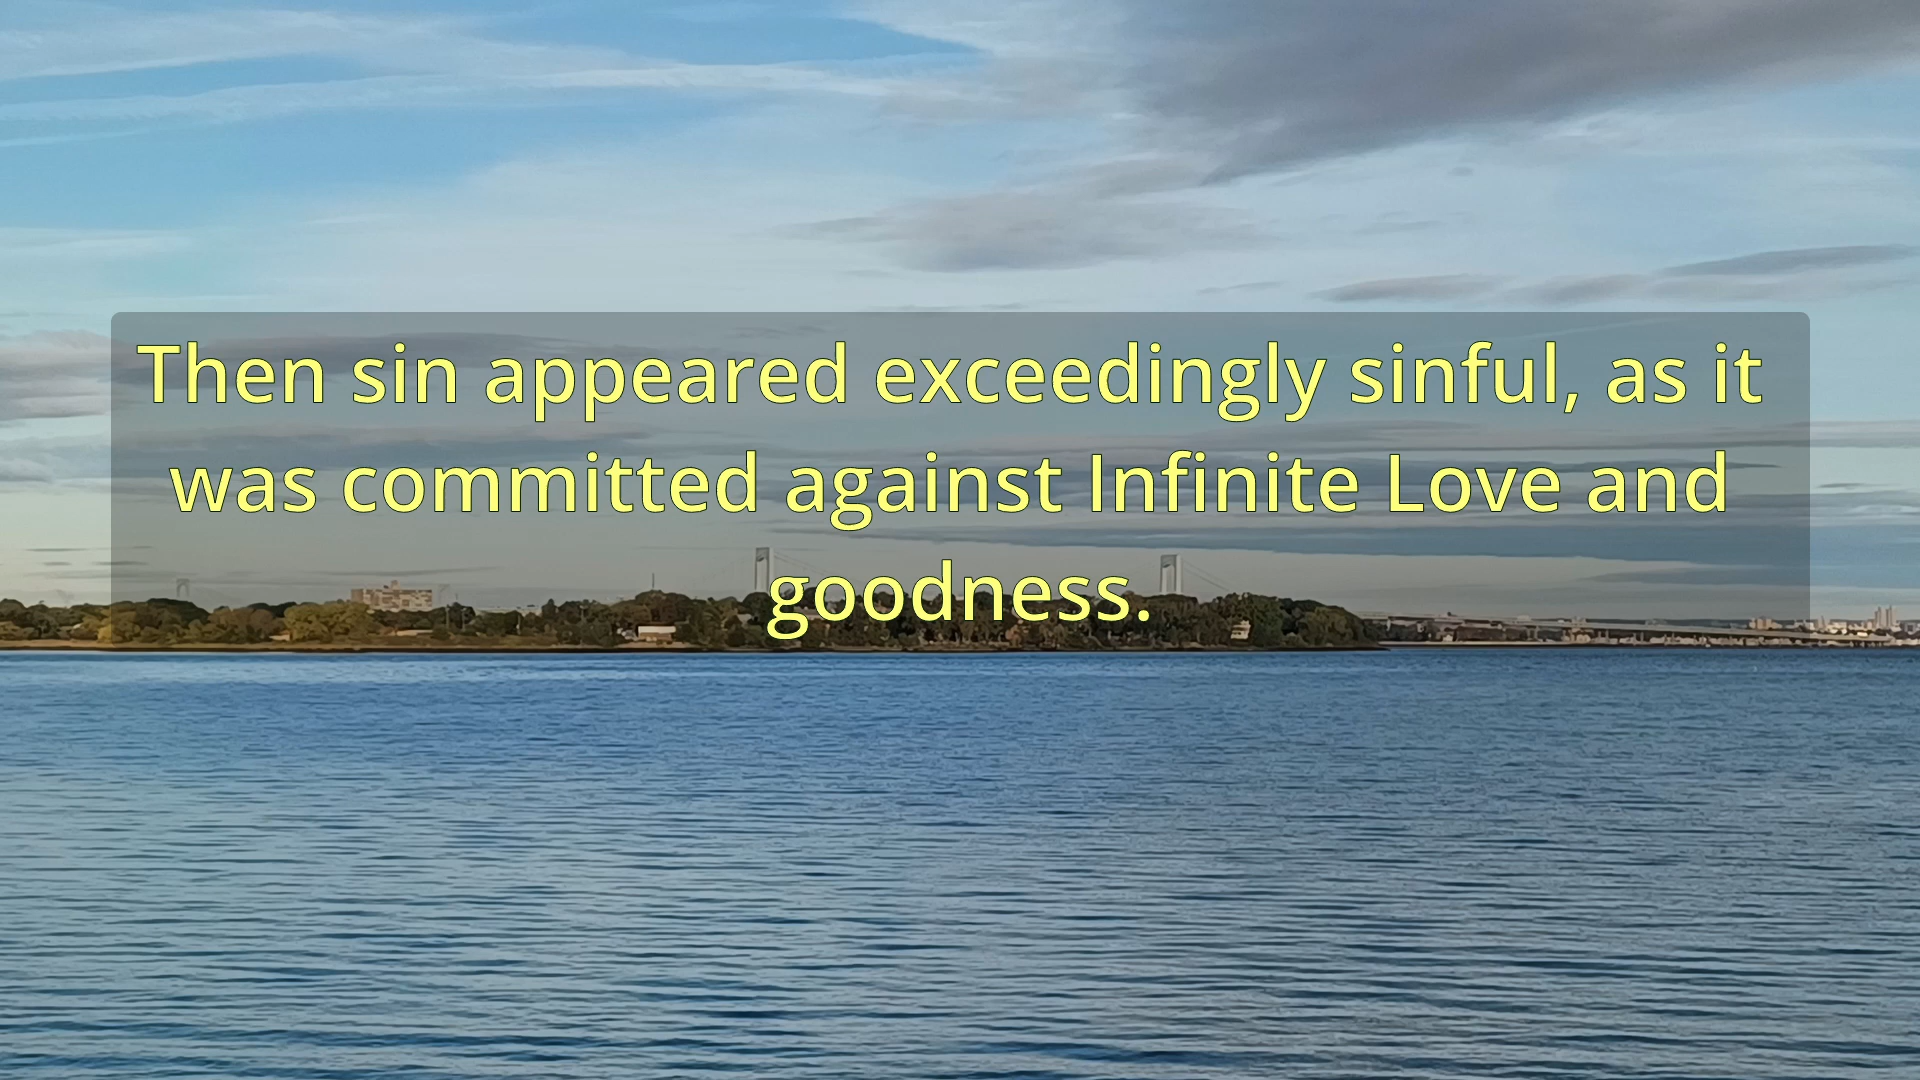 Then sin appeared exceedingly sinful, as it
was committed against Infinite Love and
goodness.